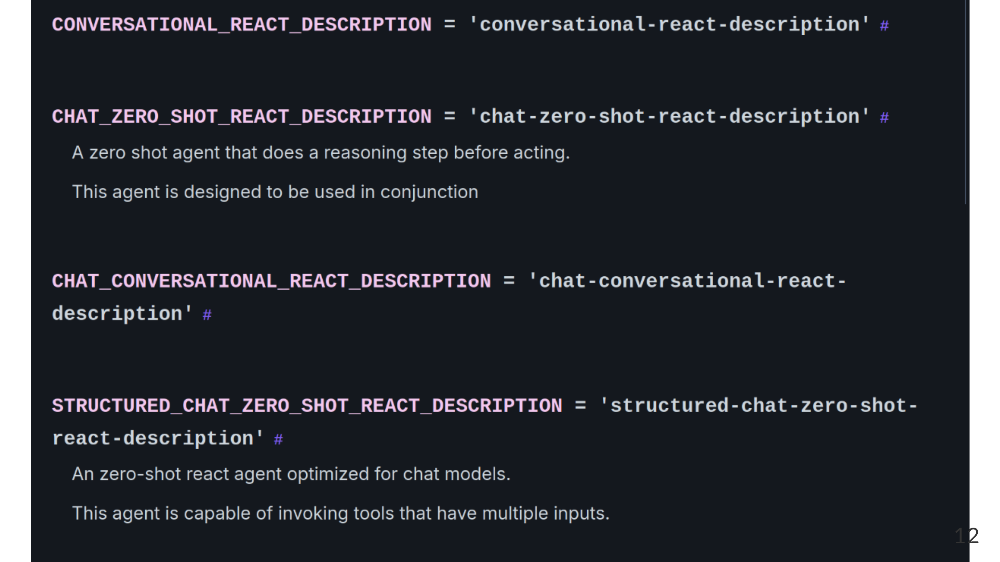 CONVERSATIONAL_REACT_DESCRIPTION = 'conversational-react-description' #
CHAT_ZERO_SHOT_REACT_DESCRIPTION = 'chat-zero-shot-react-description' #
A zero shot agent that does a reasoning step before acting.
This agent is designed to be used in conjunction
CHAT_CONVERSATIONAL_REACT_DESCRIPTION = 'chat-conversational-react-
description' #
STRUCTURED_CHAT_ZERO_SHOT_REACT_DESCRIPTION = 'structured-chat-zero-shot-
react-description' #
An zero-shot react agent optimized for chat models.
This agent is capable of invoking tools that have multiple inputs.
12